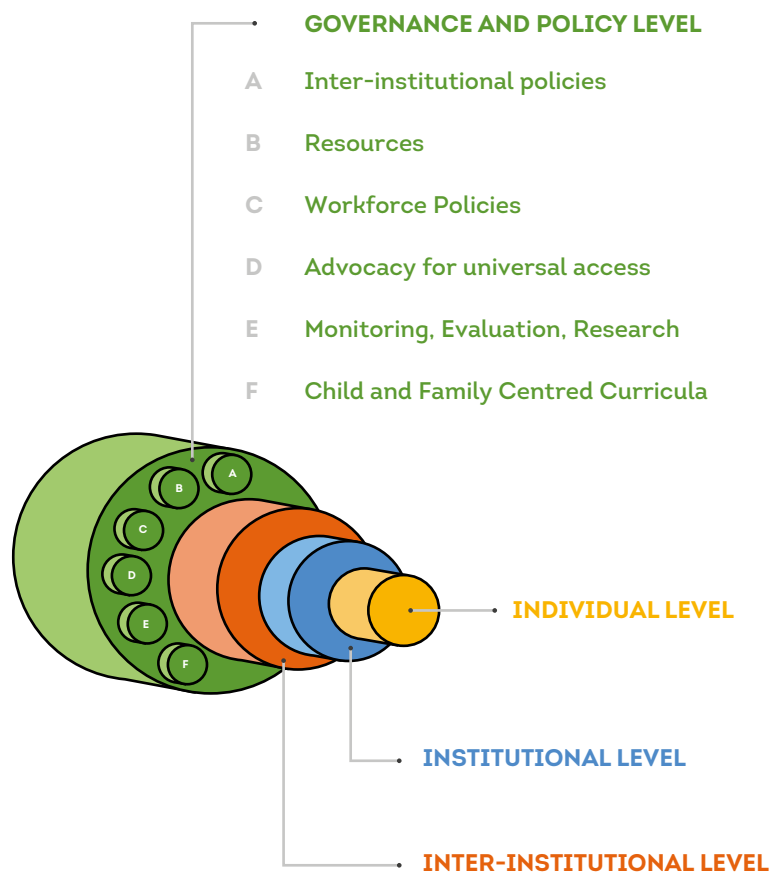 GOVERNANCE AND POLICY LEVEL
A Inter-institutional policies
B Resources
C Workforce Policies
D Advocacy for universal access
E Monitoring, Evaluation, Research
F Child and Family Centred Curricula
A
B
C
D
E
F
INDIVIDUAL LEVEL
INSTITUTIONAL LEVEL
INTER-INSTITUTIONAL LEVEL